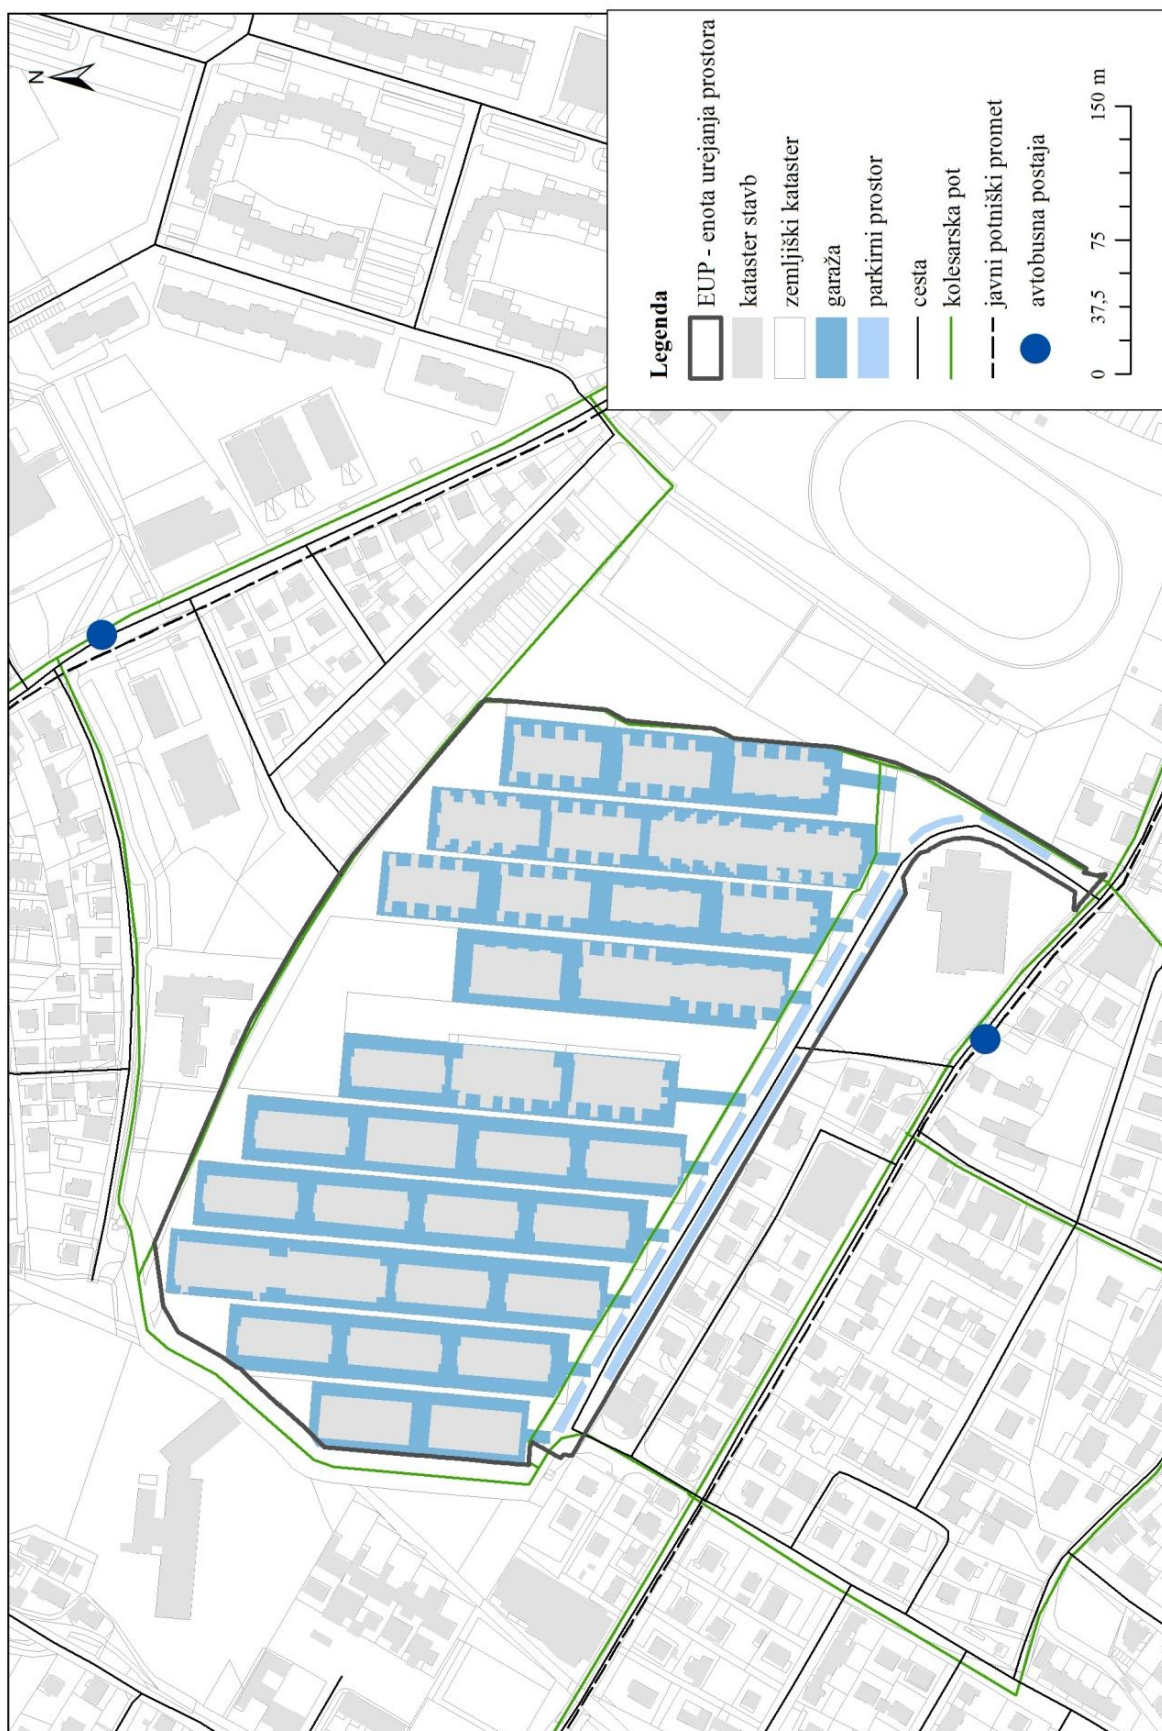 N
Legenda
EUP - enota urejanja prostora
kataster stavb
zemljiški kataster
garaža
parkirni prostor
cesta
kolesarska pot
javni potniški promet
avtobusna postaja
0 37,5 75 150 m